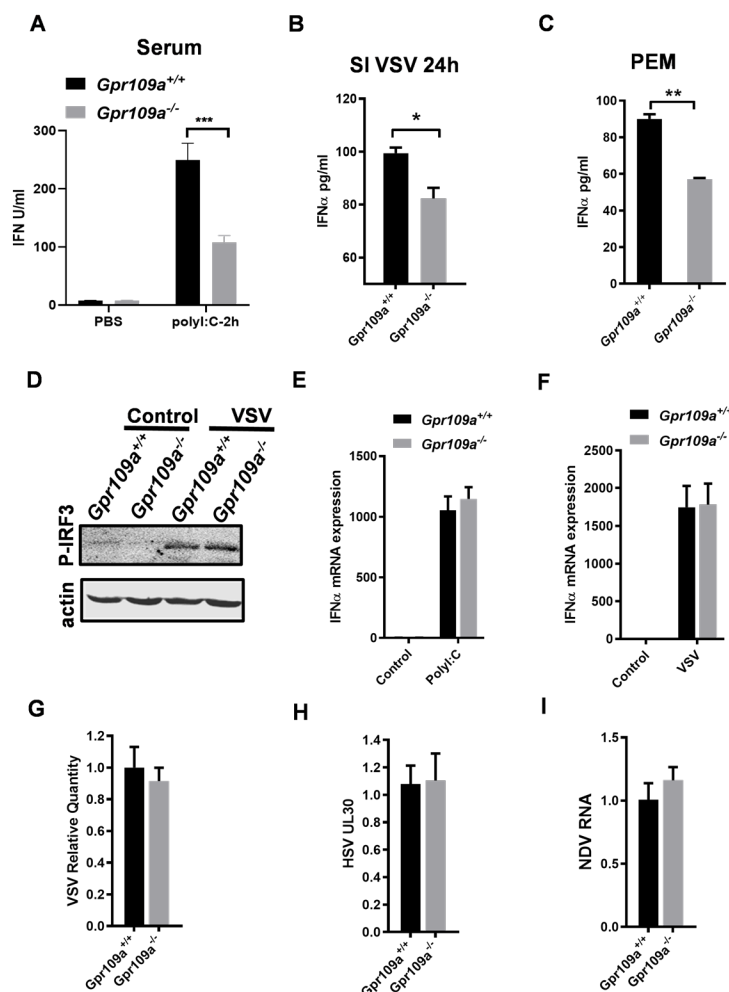 A
Serum
Gpr109a+/+
Gpr109a-/-
***
300
200
100
0
IFN U/ml
PBS
polyI:C-2h
B
SI VSV 24h
*
120
100
80
60
IFNα pg/ml
Gpr109a+/+
Gpr109a-/-
C
PEM
**
100
80
60
40
20
0
IFNα pg/ml
Gpr109a+/+
Gpr109a-/-
D
Control
VSV
Gpr109a+/+
Gpr109a-/-
Gpr109a+/+
Gpr109a-/-
P-IRF3
actin
E
Gpr109a+/+
Gpr109a-/-
1500
1000
500
0
IFNα mRNA expression
Control
PolyI:C
F
Gpr109a+/+
Gpr109a-/-
2500
2000
1500
1000
500
0
IFNα mRNA expression
Control
VSV
G
1.2
1.0
0.8
0.6
0.4
0.2
0.0
VSV Relative Quantity
Gpr109a+/+
Gpr109a-/-
H
1.4
1.2
1.0
0.8
0.6
0.4
0.2
0.0
HSV UL30
Gpr109a+/+
Gpr109a-/-
I
1.5
1.0
0.5
0.0
NDV RNA
Gpr109a+/+
Gpr109a-/-